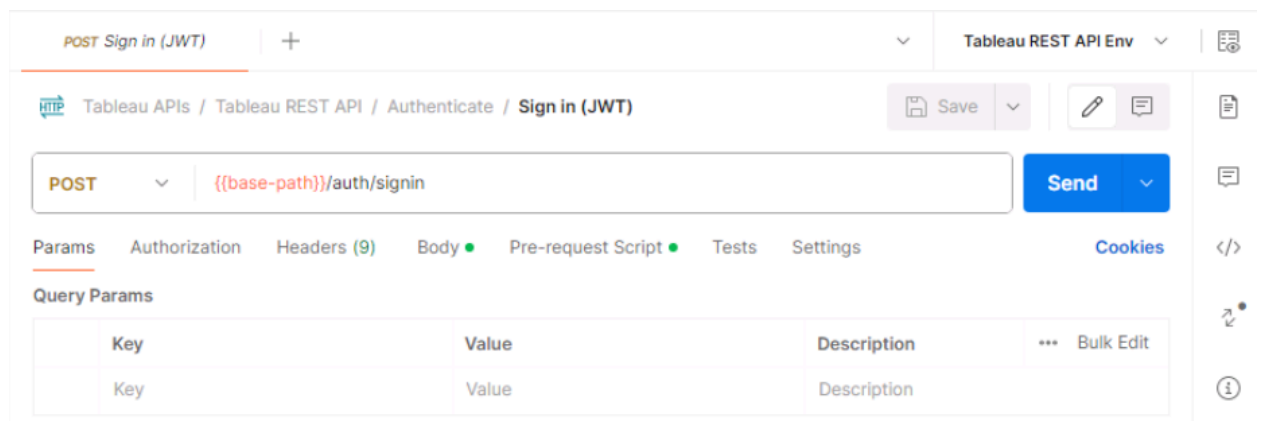 POST Sign in (JWT)
Tableau REST API Env
HTTP Tableau APIs / Tableau REST API / Authenticate / Sign in (JWT) Save
POST {{base-path}}/auth/signin Send
Params Authorization Headers (9) Body Pre-request Script Tests Settings Cookies
Query Params
Key Value Description ••• Bulk Edit
Key Value Description